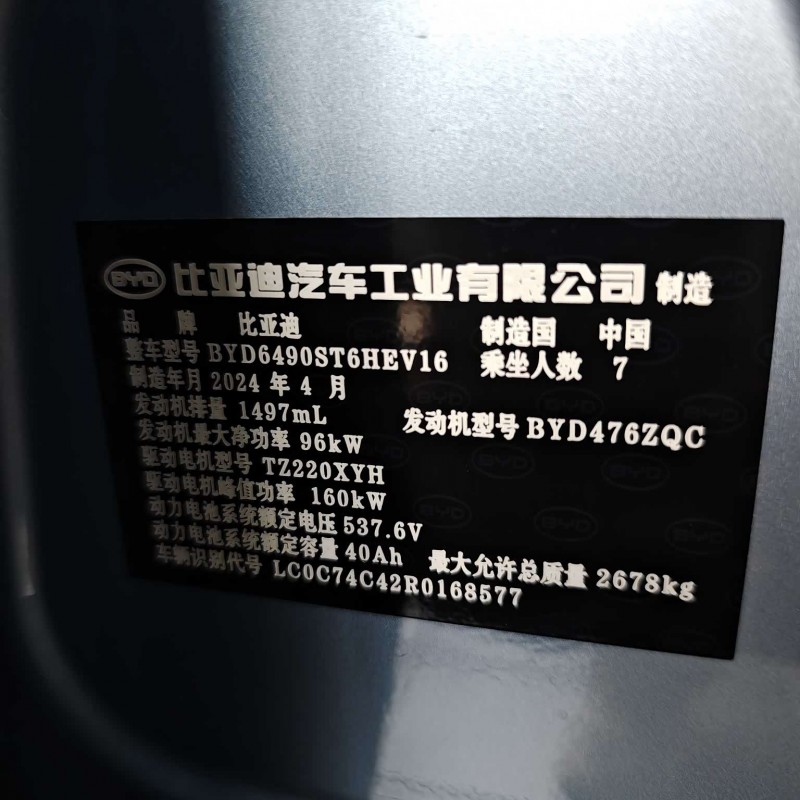 BYD 比亚迪汽车工业有限公司 制造
品牌 比亚迪 制造国 中国
整车型号 BYD6490ST6HEV16 乘坐人数 7
制造年月 2024 年 4 月
发动机排量 1497mL 发动机型号 BYD476ZQC
发动机最大净功率 96kW
驱动电机型号 TZ220XYH
驱动电机峰值功率 160kW
动力电池系统额定电压 537.6V
动力电池系统额定容量 40Ah 最大允许总质量 2678kg
车辆识别代号 LC0C74C42R0168577